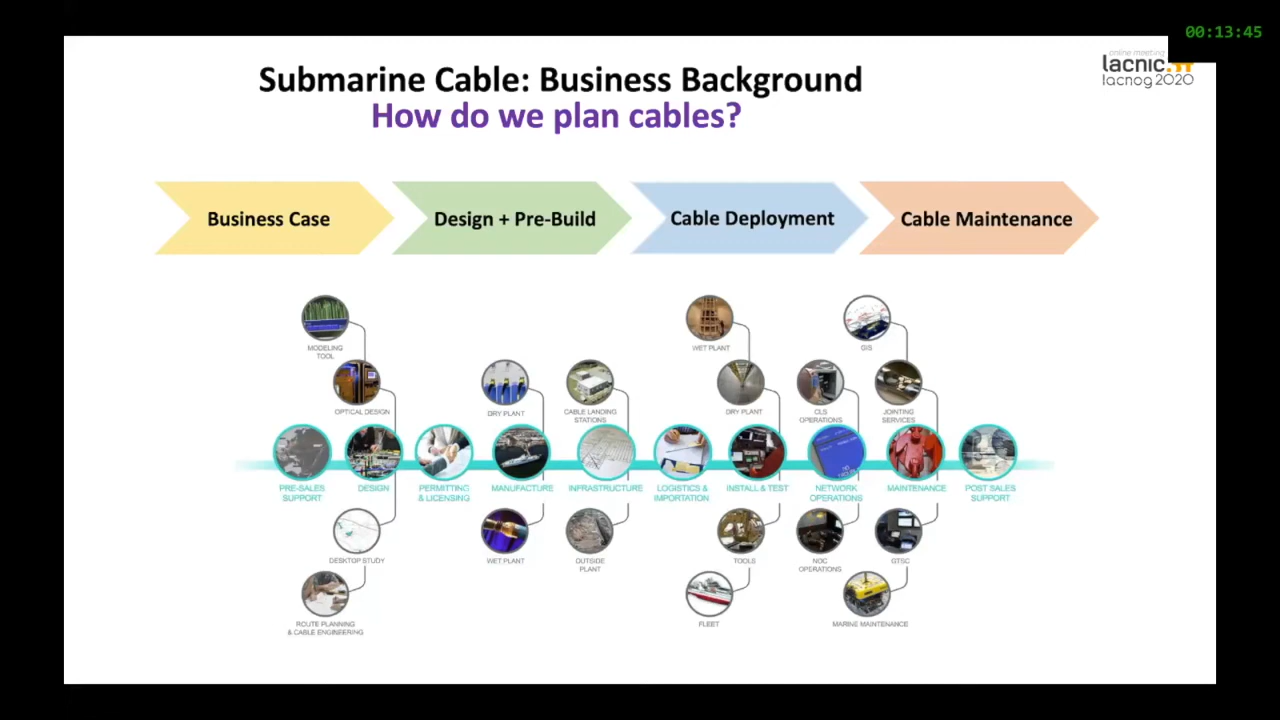 00:13:45
online meeting
lacnic
lacnog 2020
Submarine Cable: Business Background
How do we plan cables?
Business Case
Design + Pre-Build
Cable Deployment
Cable Maintenance
MODELING
TOOL
WET PLANT
GIS
OPTICAL DESIGN
DRY PLANT
CABLE LANDING
STATIONS
DRY PLANT
CLS
OPERATIONS
JOINTING
SERVICES
PRE-SALES
SUPPORT
DESIGN
PERMITTING
& LICENSING
MANUFACTURE
INFRASTRUCTURE
LOGISTICS &
IMPORTATION
INSTALL & TEST
NETWORK
OPERATIONS
MAINTENANCE
POST SALES
SUPPORT
DESKTOP STUDY
WET PLANT
OUTSIDE
PLANT
TOOLS
NOC
OPERATIONS
GTSC
ROUTE PLANNING
& CABLE ENGINEERING
FLEET
MARINE MAINTENANCE